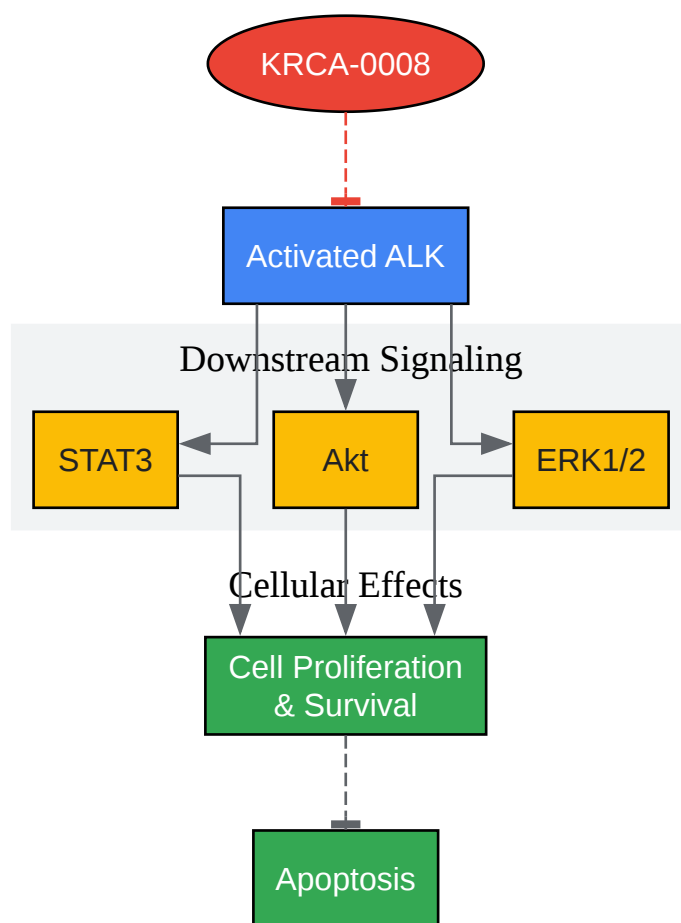 KRCA-0008
Activated ALK
Downstream Signaling
STAT3
Akt
ERK1/2
Cellular Effects
Cell Proliferation
& Survival
Apoptosis